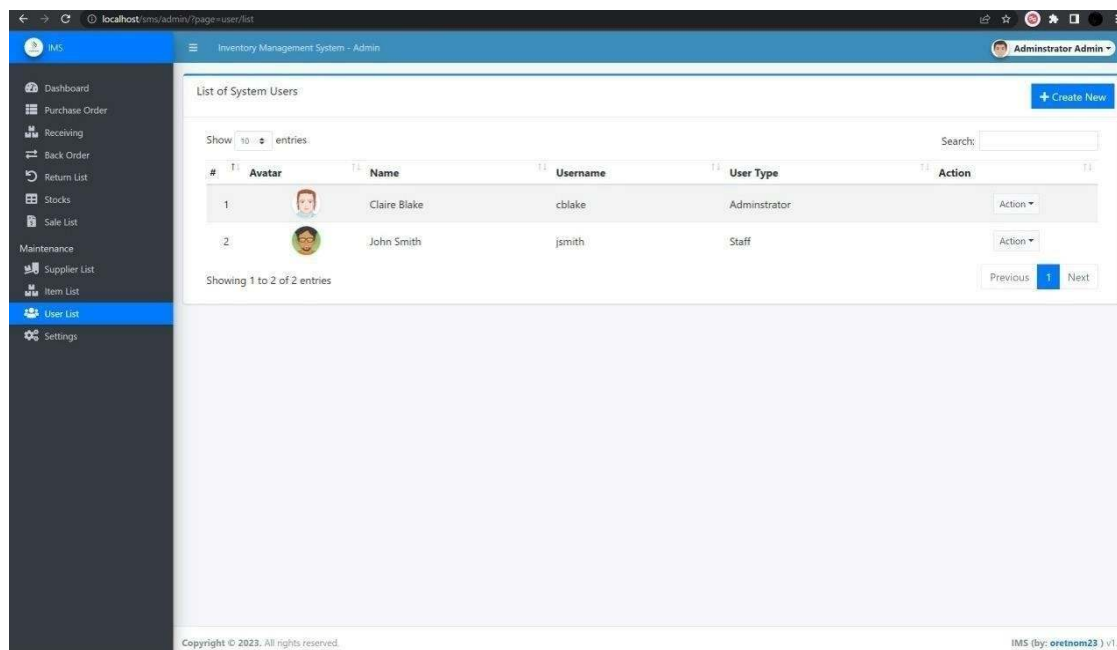 localhost/sms/admin/?page=user/list
IMS
Inventory Management System - Admin
Adminstrator Admin
Dashboard
Purchase Order
Receiving
Back Order
Return List
Stocks
Sale List
Maintenance
Supplier List
Item List
User List
Settings
List of System Users
+ Create New
Show 10 entries
Search:
# Avatar Name Username User Type Action
1 Claire Blake cblake Adminstrator Action
2 John Smith jsmith Staff Action
Showing 1 to 2 of 2 entries
Previous 1 Next
Copyright © 2023. All rights reserved.
IMS (by: oretnom23 ) v1